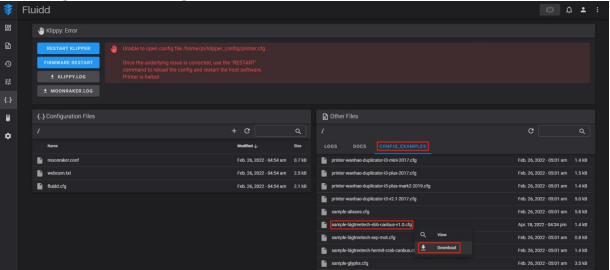 Fluidd
Klippy: Error
RESTART KLIPPER
FIRMWARE RESTART
KLIPPY.LOG
MOONRAKER.LOG
Unable to open config file /home/pi/klipper_config/printer.cfg
Once the underlying issue is corrected, use the "RESTART"
command to reload the config and restart the host software.
Printer is halted
{..} Configuration Files
/
Name Modified ↓ Size
moonraker.conf Feb. 26, 2022 - 04:54 am 0.7 kB
webcam.txt Feb. 26, 2022 - 04:54 am 2.5 kB
fluidd.cfg Feb. 26, 2022 - 04:54 am 2.1 kB
Other Files
/
LOGS DOCS CONFIG_EXAMPLES
printer-wanhao-duplicator-i3-mini-2017.cfg Feb. 26, 2022 - 05:01 am 1.4 kB
printer-wanhao-duplicator-i3-plus-2017.cfg Feb. 26, 2022 - 05:01 am 1.5 kB
printer-wanhao-duplicator-i3-plus-mark2-2019.cfg Feb. 26, 2022 - 05:01 am 1.4 kB
printer-wanhao-duplicator-i3-v2.1-2017.cfg Feb. 26, 2022 - 05:01 am
sample-aliases.cfg Feb. 26, 2022 - 05:01 am
sample-bigtreetech-ebb-canbus-v1.0.cfg Apr. 18, 2022 - 04:34 pm 1.4 kB
sample-bigtreetech-exp-mot.cfg Feb. 26, 2022 - 05:01 am 0.8 kB
sample-bigtreetech-hermit-crab-canbus.c Feb. 26, 2022 - 05:01 am 1.4 kB
sample-glyphs.cfg Feb. 26, 2022 - 05:01 am 3.5 kB
View
Download